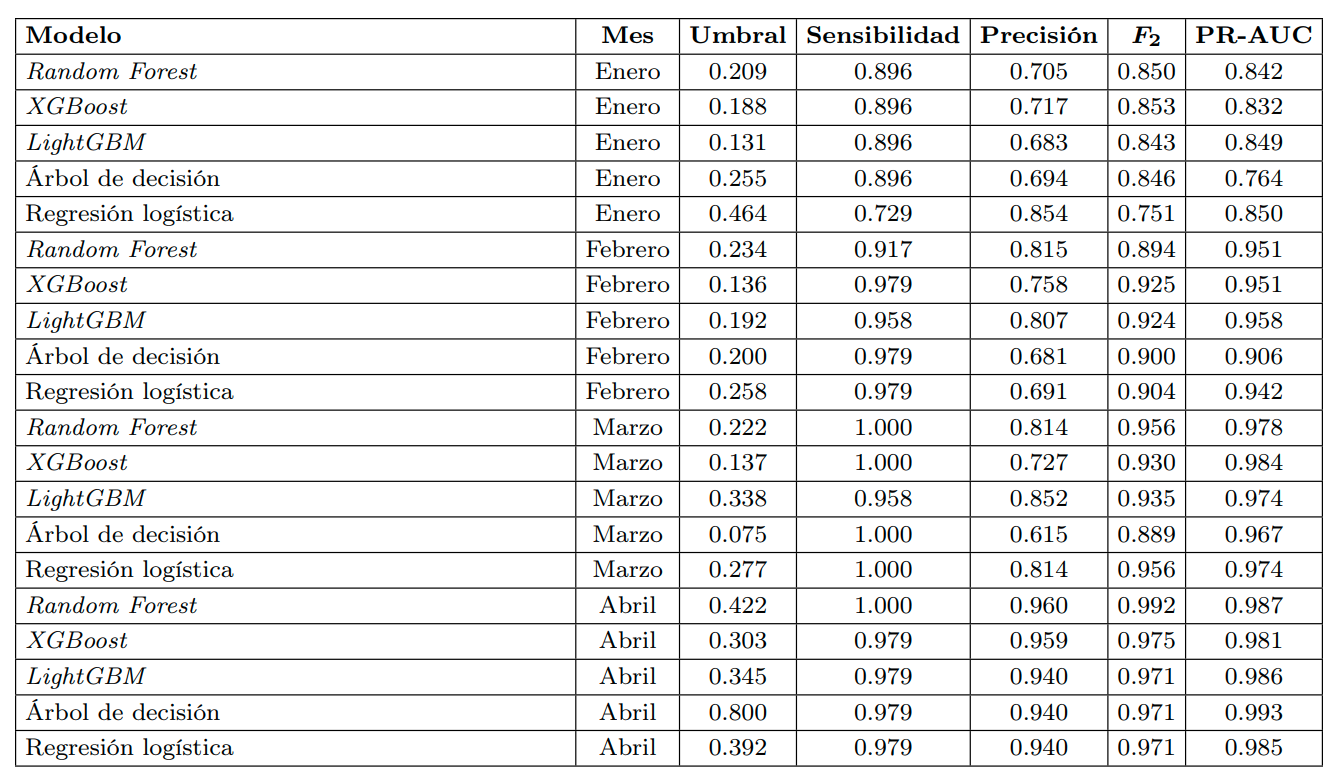 Modelo Mes Umbral Sensibilidad Precisión F2 PR-AUC
Random Forest Enero 0.209 0.896 0.705 0.850 0.842
XGBoost Enero 0.188 0.896 0.717 0.853 0.832
LightGBM Enero 0.131 0.896 0.683 0.843 0.849
Árbol de decisión Enero 0.255 0.896 0.694 0.846 0.764
Regresión logística Enero 0.464 0.729 0.854 0.751 0.850
Random Forest Febrero 0.234 0.917 0.815 0.894 0.951
XGBoost Febrero 0.136 0.979 0.758 0.925 0.951
LightGBM Febrero 0.192 0.958 0.807 0.924 0.958
Árbol de decisión Febrero 0.200 0.979 0.681 0.900 0.906
Regresión logística Febrero 0.258 0.979 0.691 0.904 0.942
Random Forest Marzo 0.222 1.000 0.814 0.956 0.978
XGBoost Marzo 0.137 1.000 0.727 0.930 0.984
LightGBM Marzo 0.338 0.958 0.852 0.935 0.974
Árbol de decisión Marzo 0.075 1.000 0.615 0.889 0.967
Regresión logística Marzo 0.277 1.000 0.814 0.956 0.974
Random Forest Abril 0.422 1.000 0.960 0.992 0.987
XGBoost Abril 0.303 0.979 0.959 0.975 0.981
LightGBM Abril 0.345 0.979 0.940 0.971 0.986
Árbol de decisión Abril 0.800 0.979 0.940 0.971 0.993
Regresión logística Abril 0.392 0.979 0.940 0.971 0.985